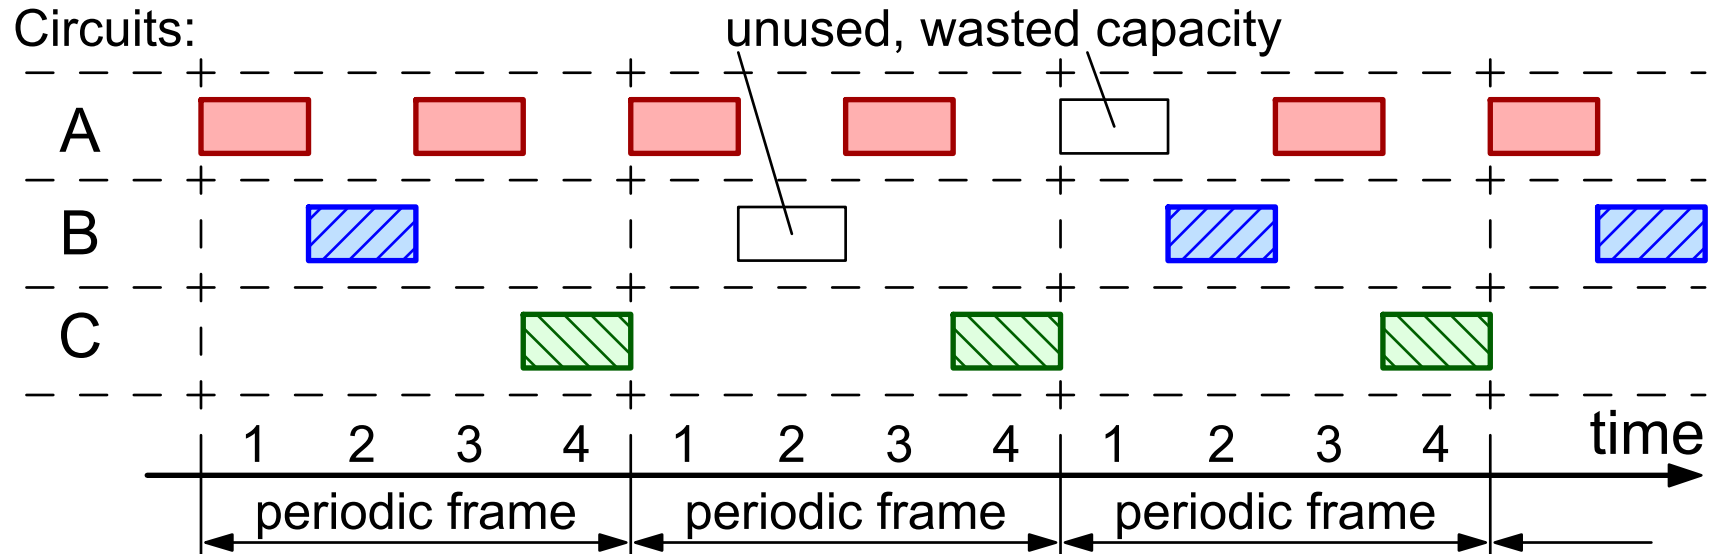 Circuits:
unused, wasted capacity
A
B
C
1 2 3 4 1 2 3 4 1 2 3 4
time
periodic frame periodic frame periodic frame